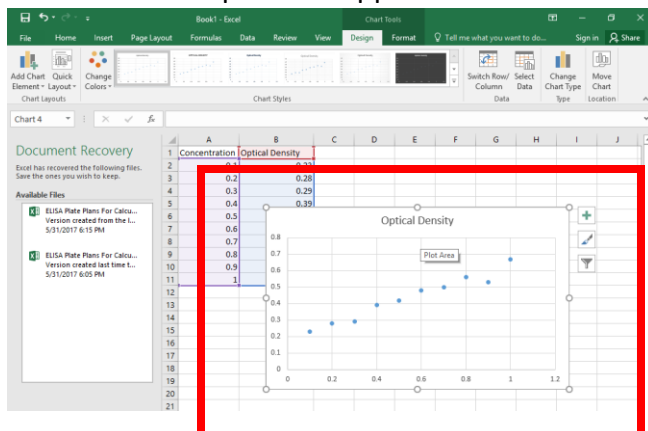 Book1 - Excel
Chart Tools
File Home Insert Page Layout Formulas Data Review View Design Format Tell me what you want to do... Sign in Share
Add Chart Element
Quick Layout
Change Colors
Switch Row/ Column
Select Data
Change Chart Type
Move Chart
Chart Layouts Chart Styles Data Type Location
Chart 4 fx
Document Recovery
Excel has recovered the following files.
Save the ones you wish to keep.
Available Files
ELISA Plate Plans For Calcu...
Version created from the l...
5/31/2017 6:15 PM
ELISA Plate Plans For Calcu...
Version created last time t...
5/31/2017 6:05 PM
A B C D E F G H I J
1 Concentration Optical Density
2 0.1
3 0.2 0.28
4 0.3 0.29
5 0.4 0.39
6 0.5
7 0.6
8 0.7
9 0.8
10 0.9
11 1
12
13
14
15
16
17
18
19
20
21
Optical Density
Plot Area
0.8
0.7
0.6
0.5
0.4
0.3
0.2
0.1
0
0 0.2 0.4 0.6 0.8 1 1.2